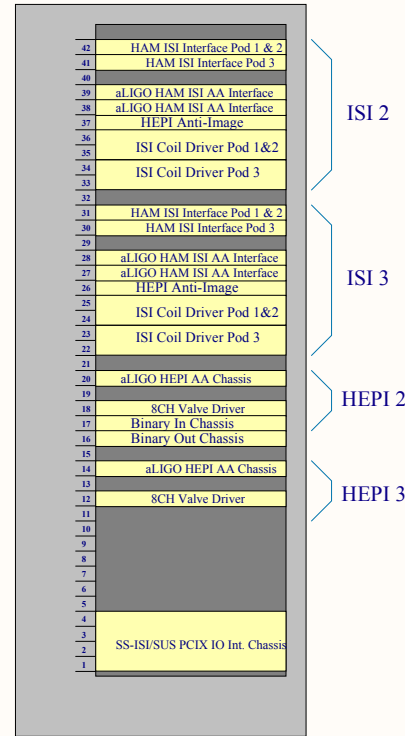 42 HAM ISI Interface Pod 1 & 2
41 HAM ISI Interface Pod 3
40
39 aLIGO HAM ISI AA Interface
38 aLIGO HAM ISI AA Interface
37 HEPI Anti-Image
36
35 ISI Coil Driver Pod 1&2
34
33 ISI Coil Driver Pod 3
ISI 2
32
31 HAM ISI Interface Pod 1 & 2
30 HAM ISI Interface Pod 3
29
28 aLIGO HAM ISI AA Interface
27 aLIGO HAM ISI AA Interface
26 HEPI Anti-Image
25
24 ISI Coil Driver Pod 1&2
23
22 ISI Coil Driver Pod 3
ISI 3
21
20 aLIGO HEPI AA Chassis
19
18 8CH Valve Driver
17 Binary In Chassis
HEPI 2
16 Binary Out Chassis
15
14 aLIGO HEPI AA Chassis
13
12 8CH Valve Driver
11
HEPI 3
10
9
8
7
6
5
4
3
2 SS-ISI/SUS PCIX IO Int. Chassis
1